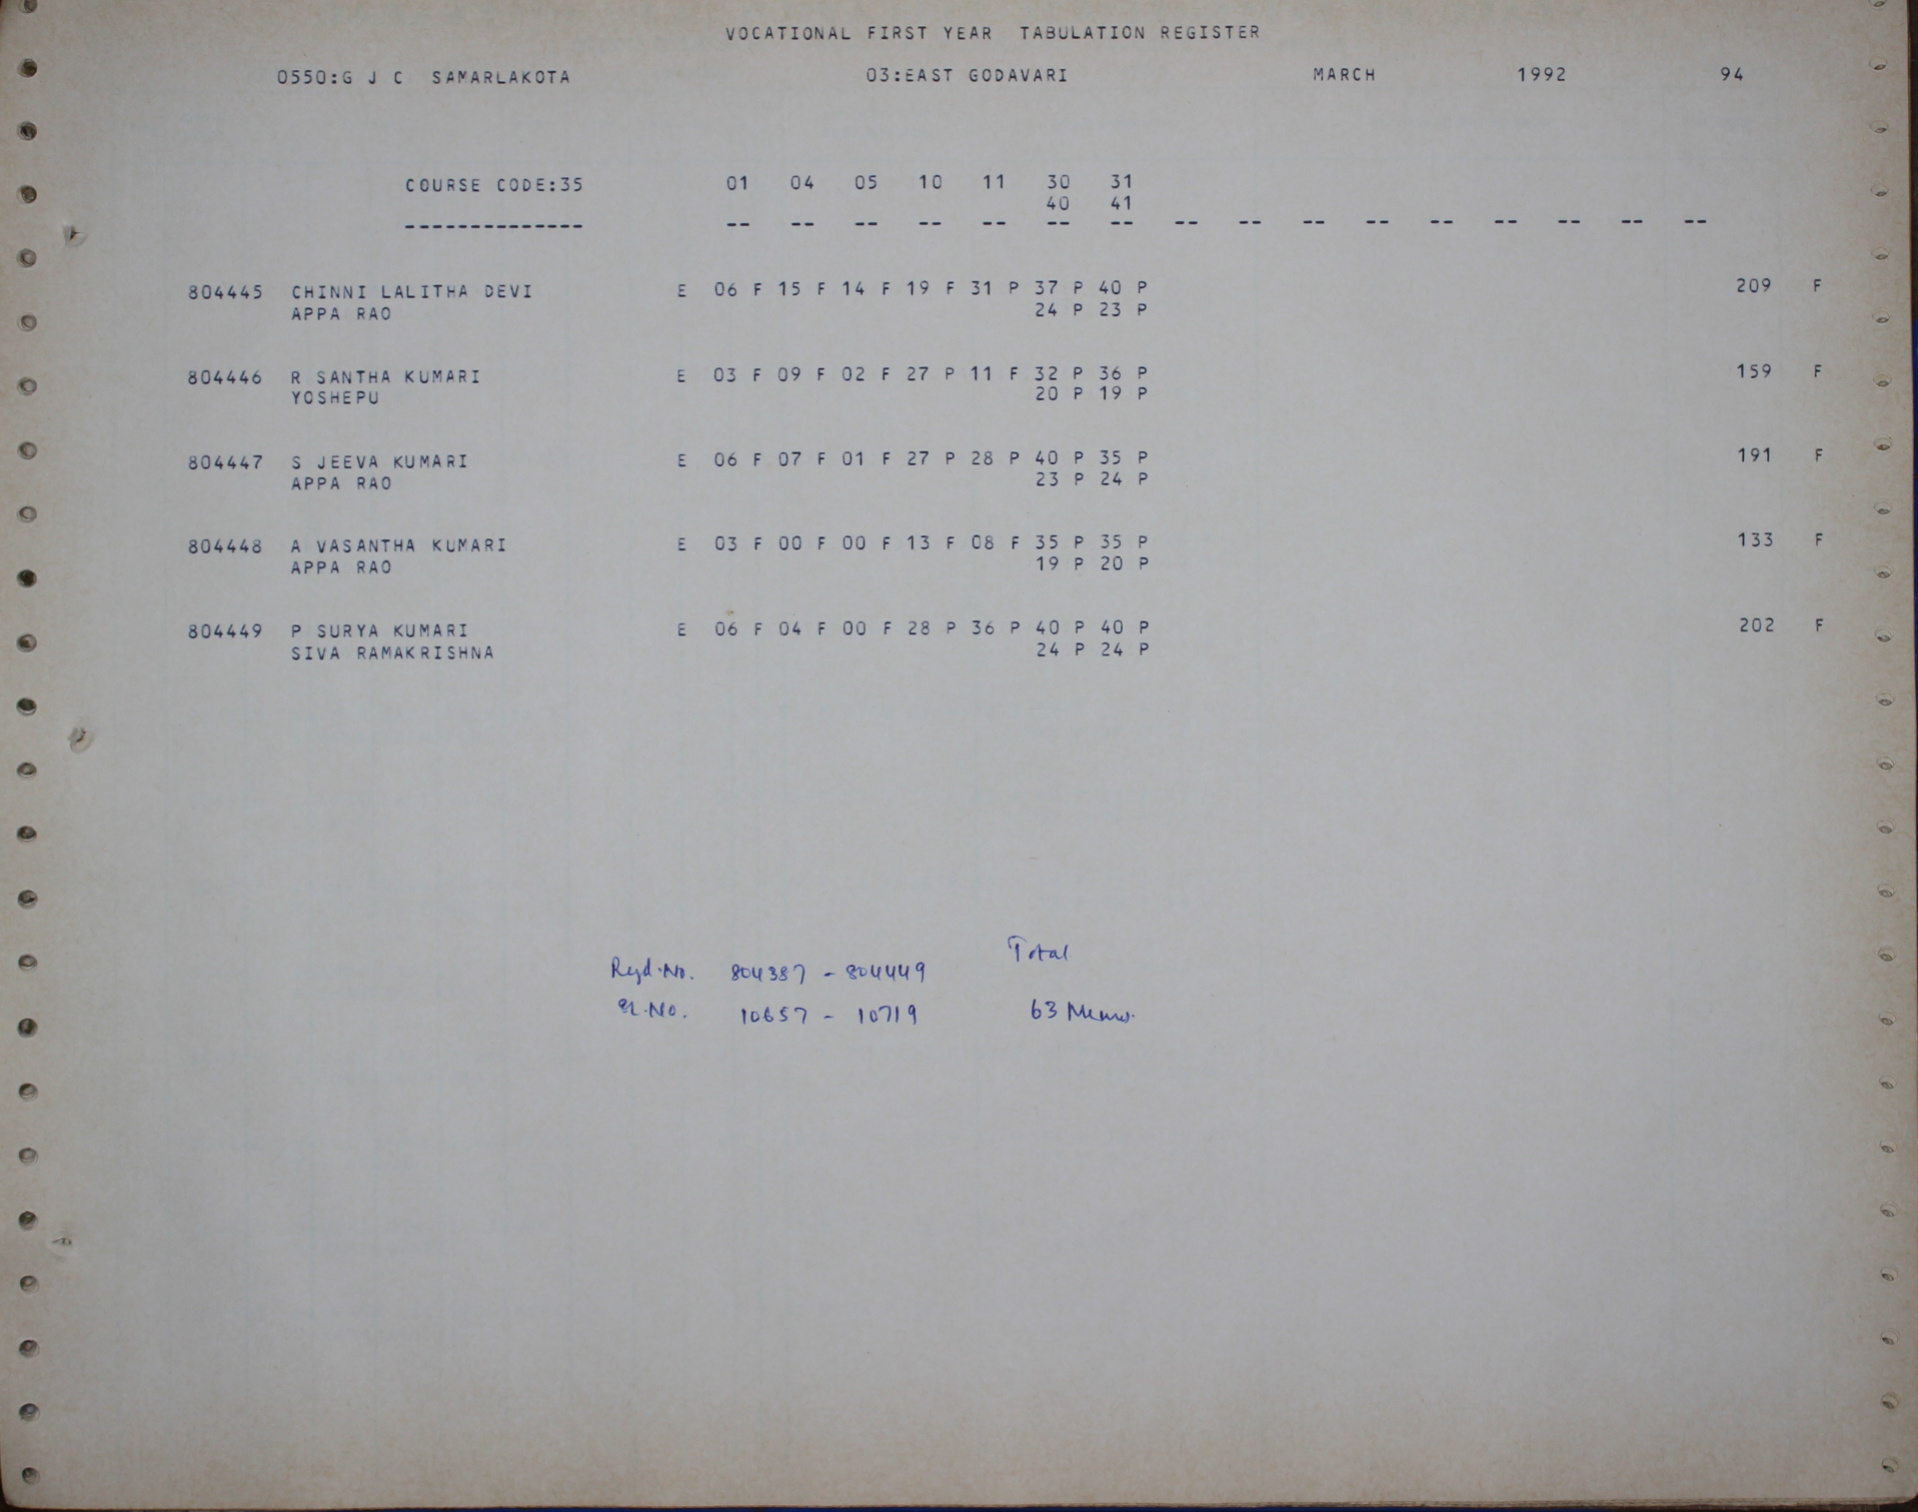 VOCATIONAL FIRST YEAR TABULATION REGISTER
0550:G J C SAMARLAKOTA 03:EAST GODAVARI MARCH 1992 94
COURSE CODE:35 01 04 05 10 11 30 31
40 41
-------------- -- -- -- -- -- -- -- -- -- -- -- -- -- -- -- --
804445 CHINNI LALITHA DEVI E 06 F 15 F 14 F 19 F 31 P 37 P 40 P 209 F
APPA RAO 24 P 23 P
804446 R SANTHA KUMARI E 03 F 09 F 02 F 27 P 11 F 32 P 36 P 159 F
YOSHEPU 20 P 19 P
804447 S JEEVA KUMARI E 06 F 07 F 01 F 27 P 28 P 40 P 35 P 191 F
APPA RAO 23 P 24 P
804448 A VASANTHA KUMARI E 03 F 00 F 00 F 13 F 08 F 35 P 35 P 133 F
APPA RAO 19 P 20 P
804449 P SURYA KUMARI E 06 F 04 F 00 F 28 P 36 P 40 P 40 P 202 F
SIVA RAMAKRISHNA 24 P 24 P
Total
Regd.No. 804387 - 804449
Sl.No. 10657 - 10719 63 Memos.